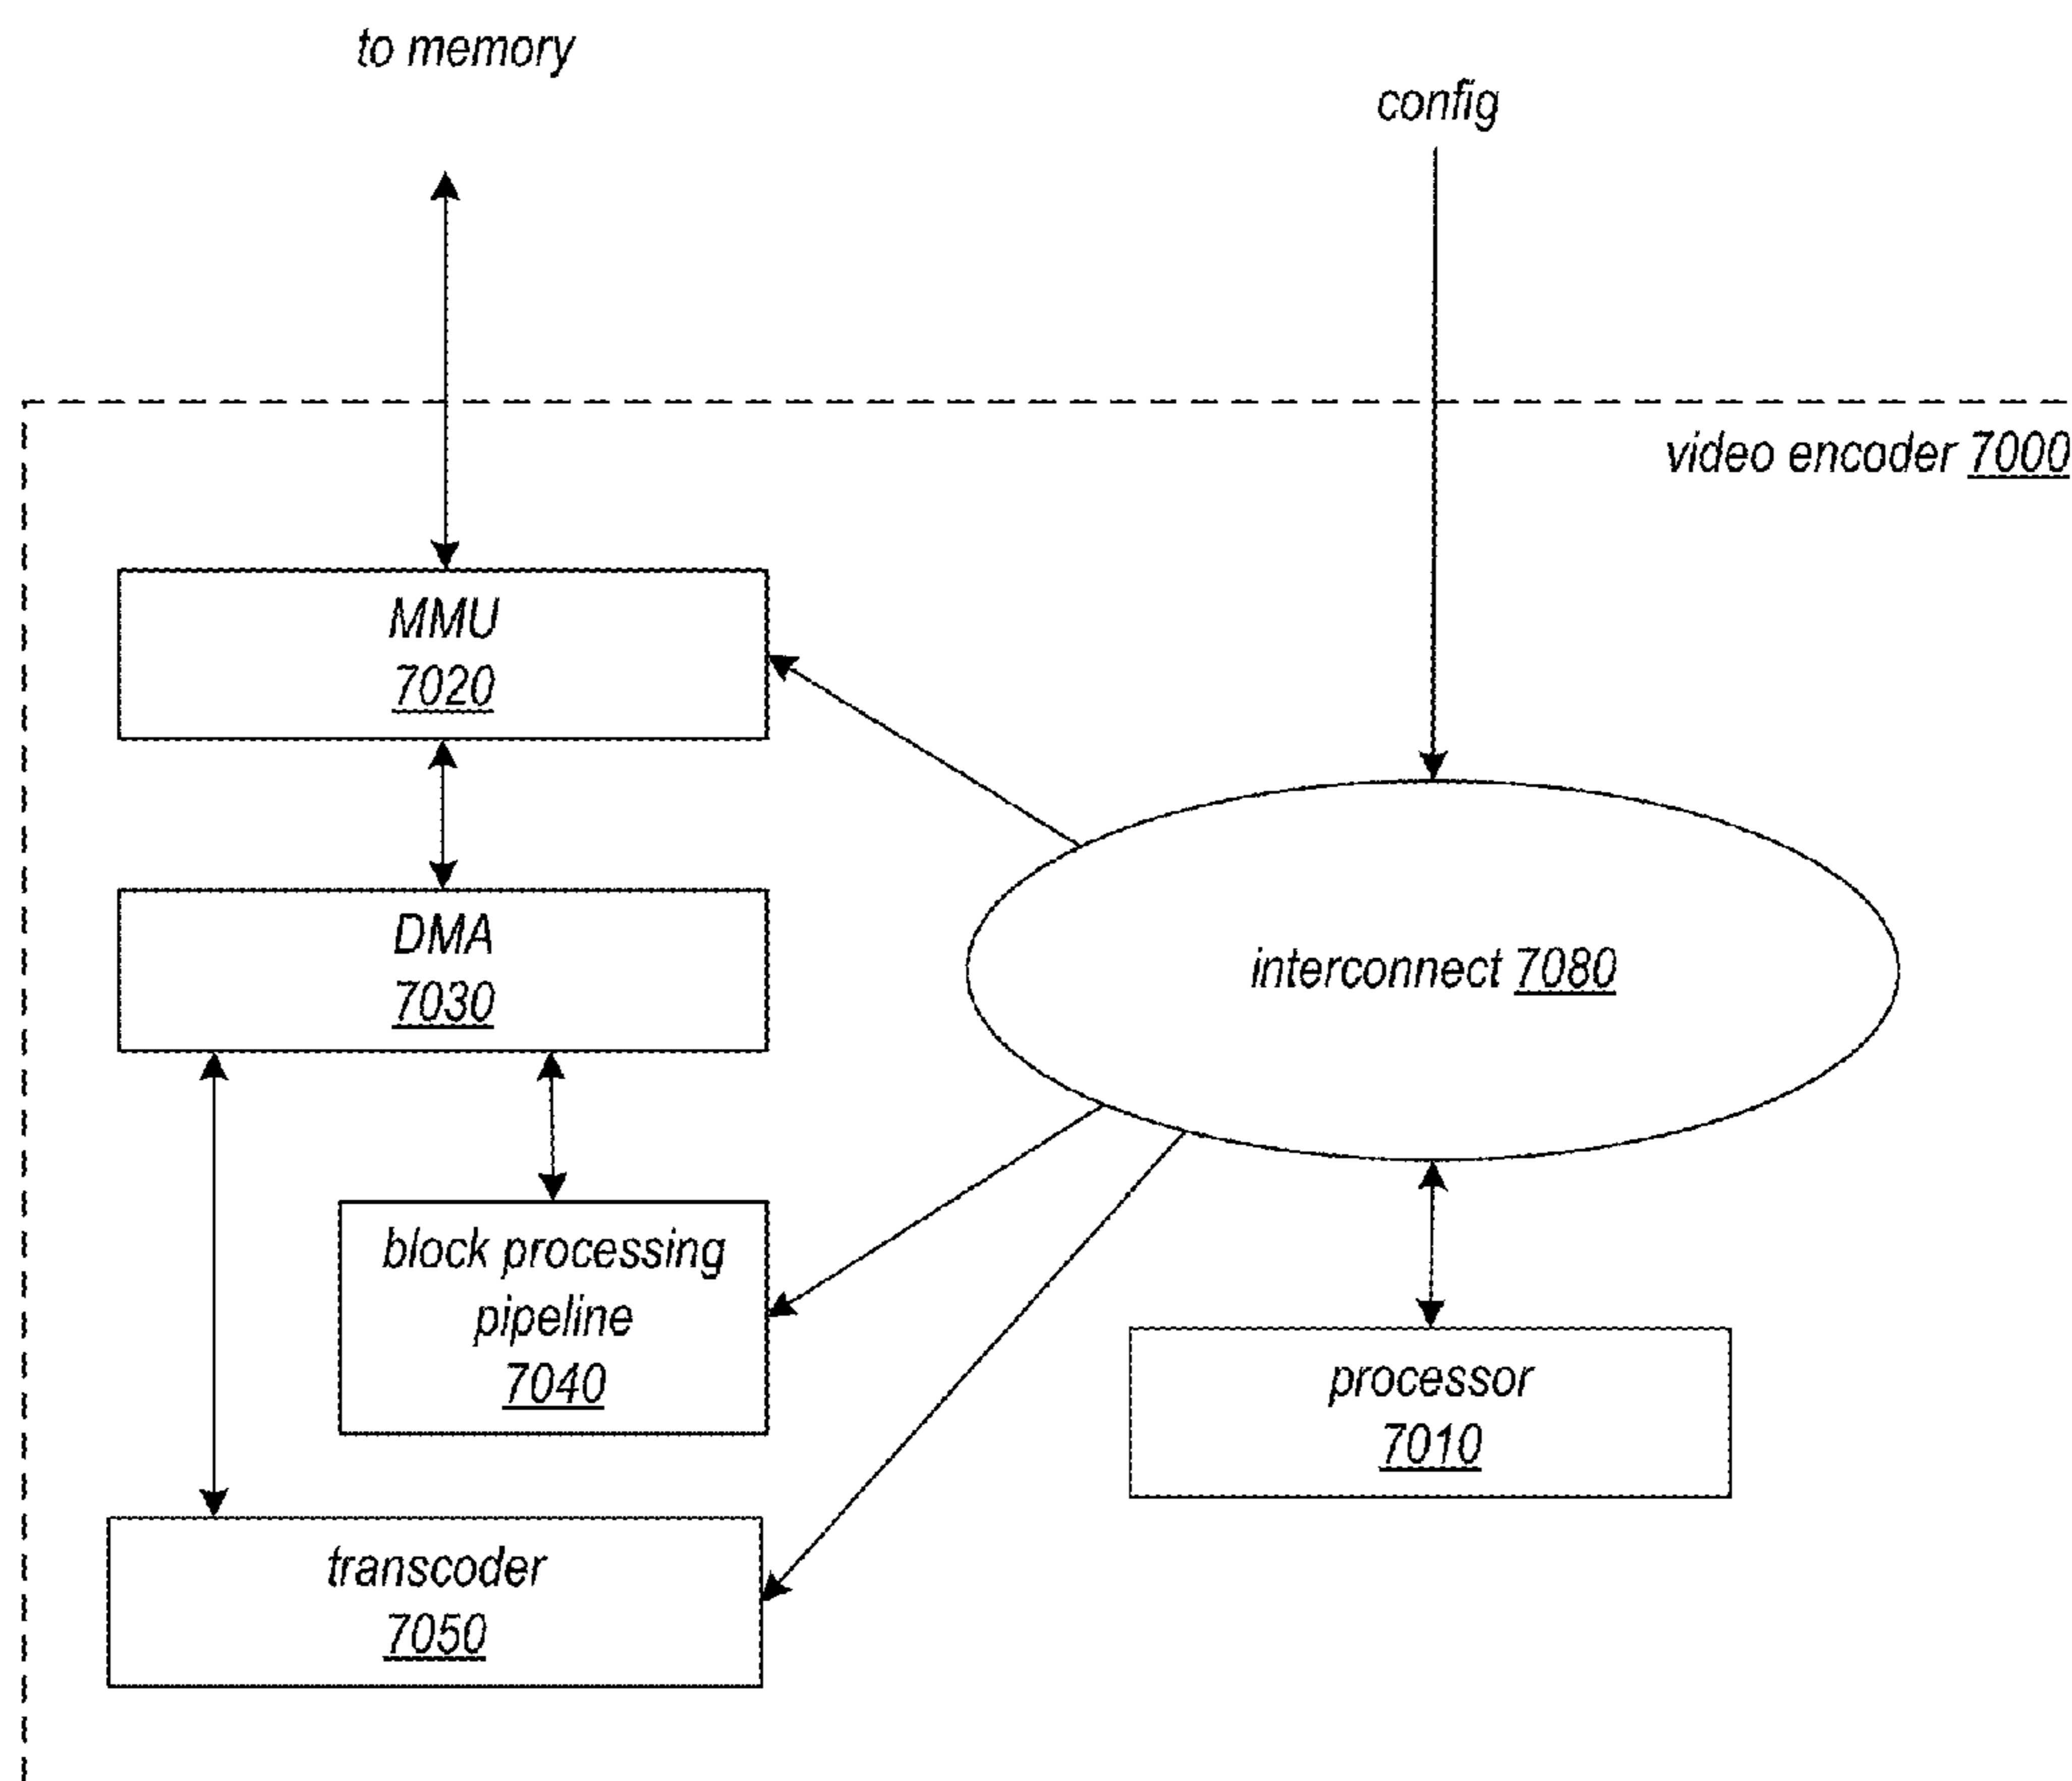 to memory
config
video encoder 7000
MMU
7020
DMA
7030
interconnect 7080
block processing
pipeline
7040
processor
7010
transcoder
7050